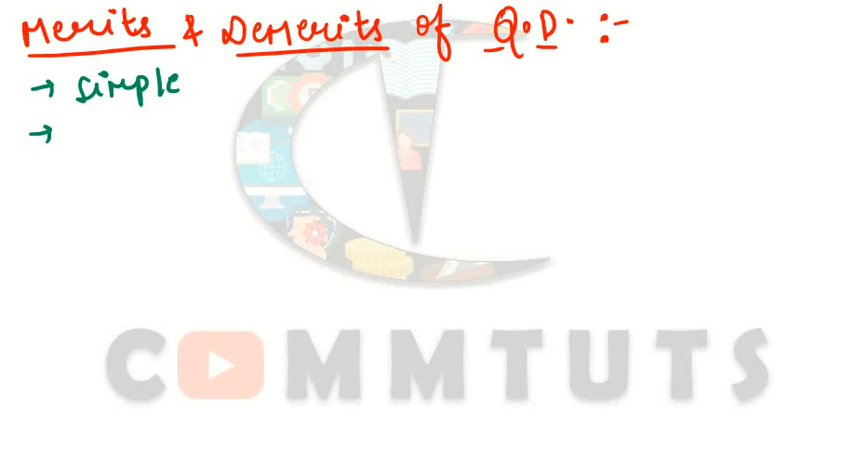 Merits & Demerits of Q.D. :-
→ Simple
→
COMMTUTS